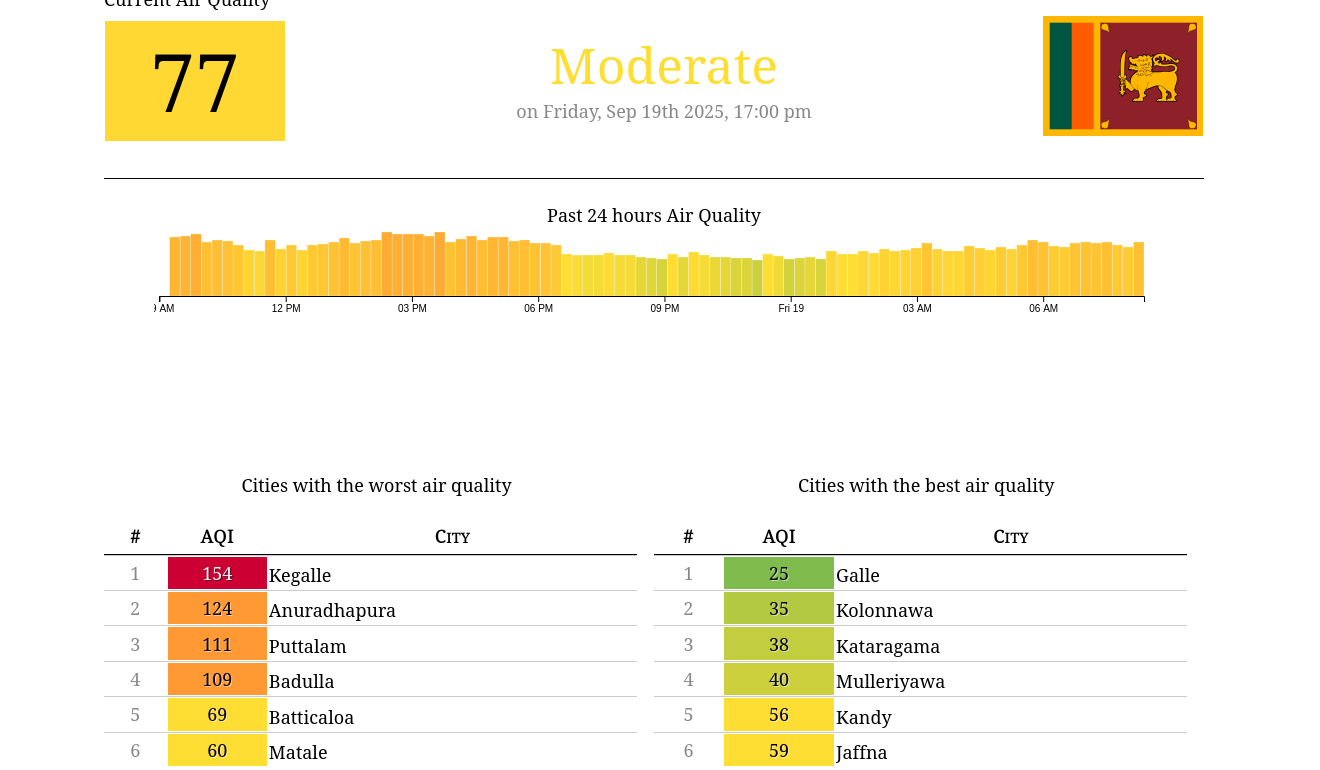 Current Air Quality
77
Moderate
on Friday, Sep 19th 2025, 17:00 pm
Past 24 hours Air Quality
9 AM 12 PM 03 PM 06 PM 09 PM Fri 19 03 AM 06 AM
Cities with the worst air quality
# AQI City
1 154 Kegalle
2 124 Anuradhapura
3 111 Puttalam
4 109 Badulla
5 69 Batticaloa
6 60 Matale
Cities with the best air quality
# AQI City
1 25 Galle
2 35 Kolonnawa
3 38 Kataragama
4 40 Mulleriyawa
5 56 Kandy
6 59 Jaffna